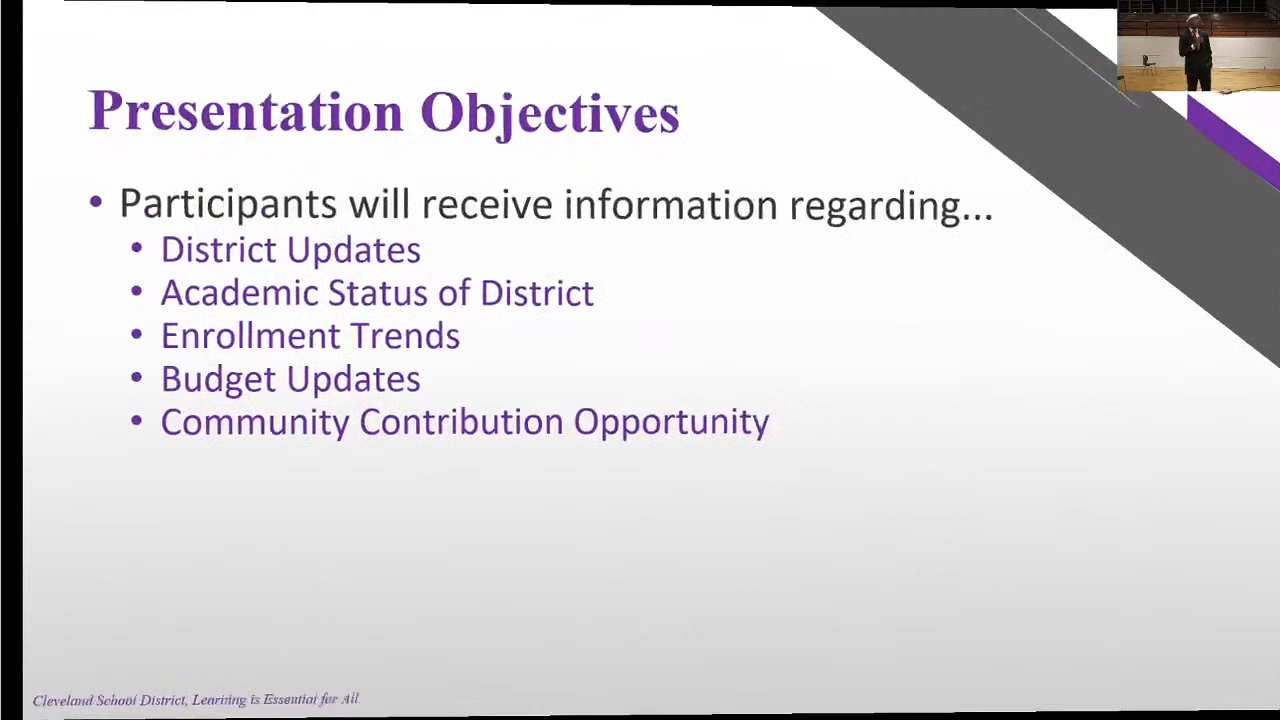 Presentation Objectives
• Participants will receive information regarding...
• District Updates
• Academic Status of District
• Enrollment Trends
• Budget Updates
• Community Contribution Opportunity
Cleveland School District, Learning is Essential for All